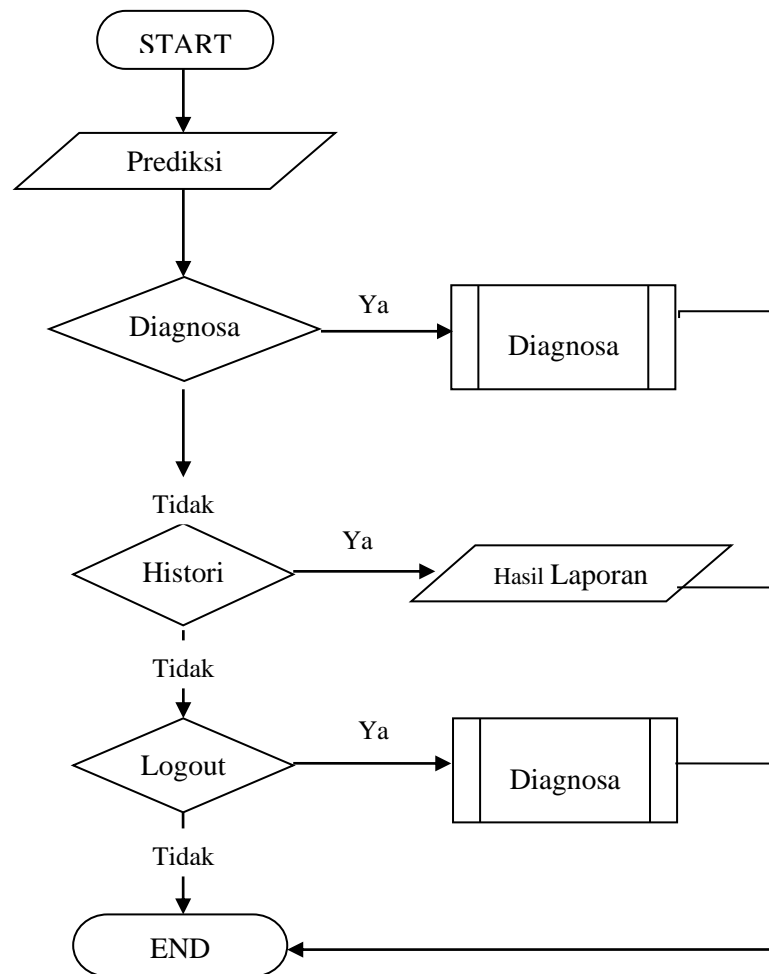 START
Prediksi
Ya
Diagnosa
Diagnosa
Tidak
Ya
Histori
Hasil Laporan
Tidak
Ya
Logout
Diagnosa
Tidak
END